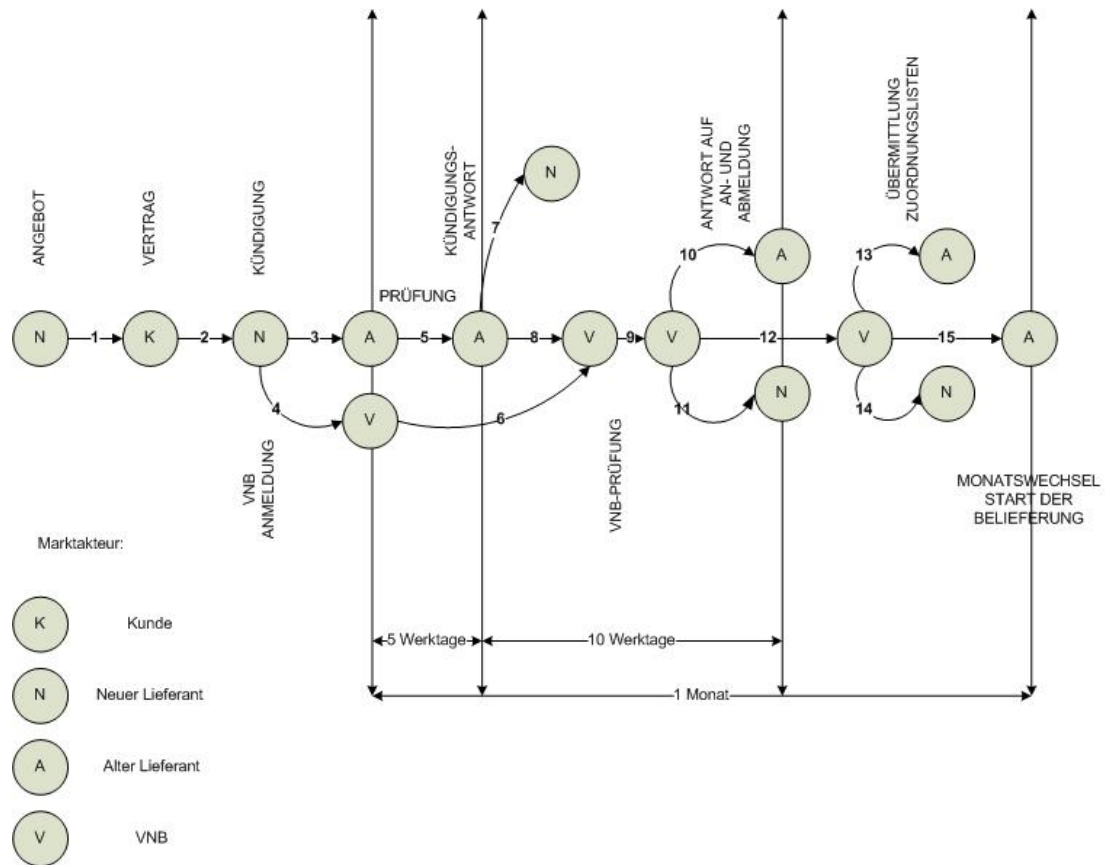 ANGEBOT
VERTRAG
KÜNDIGUNG
PRÜFUNG
KÜNDIGUNGS-
ANTWORT
ANTWORT AUF
AN- UND
ABMELDUNG
ÜBERMITTLUNG
ZUORDNUNGSLISTEN
N
7
10
A
13
A
N
1
K
2
N
3
A
5
A
8
V
9
V
12
V
15
A
4
V
6
11
N
14
N
VNB
ANMELDUNG
VNB-PRÜFUNG
MONATSWECHSEL
START DER
BELIEFERUNG
Marktakteur:
K Kunde
5 Werktage
10 Werktage
N Neuer Lieferant
1 Monat
A Alter Lieferant
V VNB